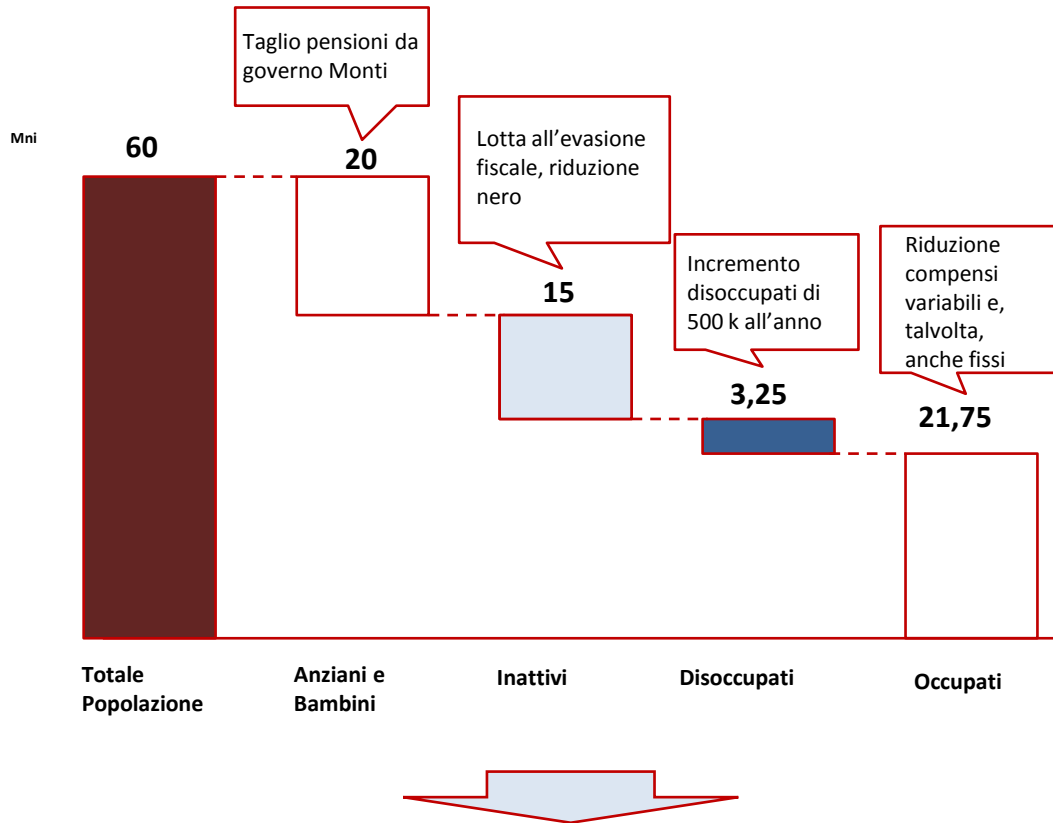 Taglio pensioni da
governo Monti
Mni
60
20
Lotta all’evasione
fiscale, riduzione
nero
15
Incremento
disoccupati di
500 k all’anno
3,25
Riduzione
compensi
variabili e,
talvolta,
anche fissi
21,75
Totale
Popolazione
Anziani e
Bambini
Inattivi
Disoccupati
Occupati